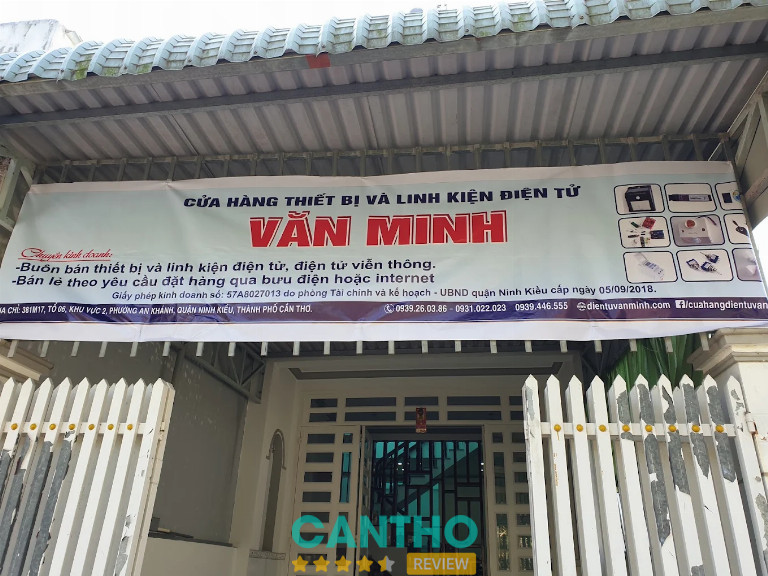 CỬA HÀNG THIẾT BỊ VÀ LINH KIỆN ĐIỆN TỬ
VĂN MINH
Chuyên kinh doanh:
-Buôn bán thiết bị và linh kiện điện tử, điện tử viễn thông.
-Bán lẻ theo yêu cầu đặt hàng qua bưu điện hoặc internet
Giấy phép kinh doanh số: 57A8027013 do phòng Tài chính và kế hoạch - UBND quận Ninh Kiều cấp ngày 05/09/2018.
CHỈ: 381M17, TỔ 06, KHU VỰC 2, PHƯỜNG AN KHÁNH, QUẬN NINH KIỀU, THÀNH PHỐ CẦN THƠ. 0939.26.03.86 - 0931.022.023 0939.446.555 dientuvanminh.com /cuahangdientuvan
CANTHO
REVIEW